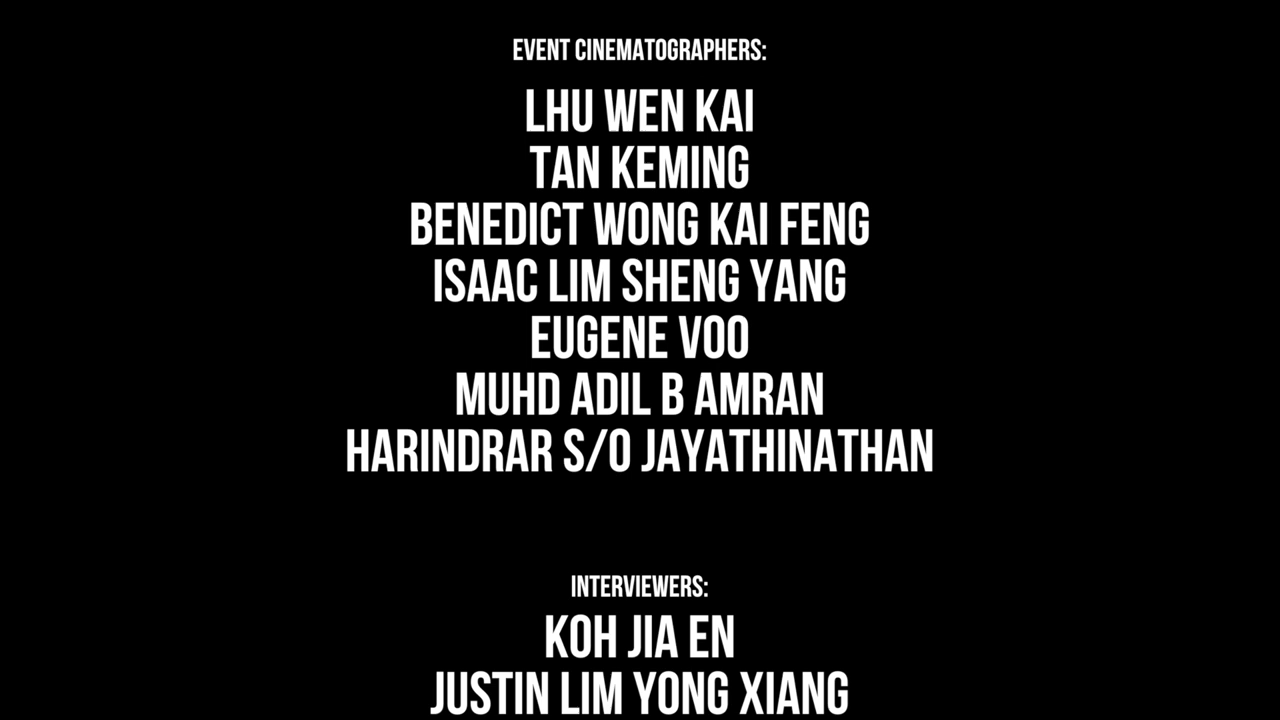 EVENT CINEMATOGRAPHERS:
LHU WEN KAI
TAN KEMING
BENEDICT WONG KAI FENG
ISAAC LIM SHENG YANG
EUGENE VOO
MUHD ADIL B AMRAN
HARINDRAR S/O JAYATHINATHAN
INTERVIEWERS:
KOH JIA EN
JUSTIN LIM YONG XIANG